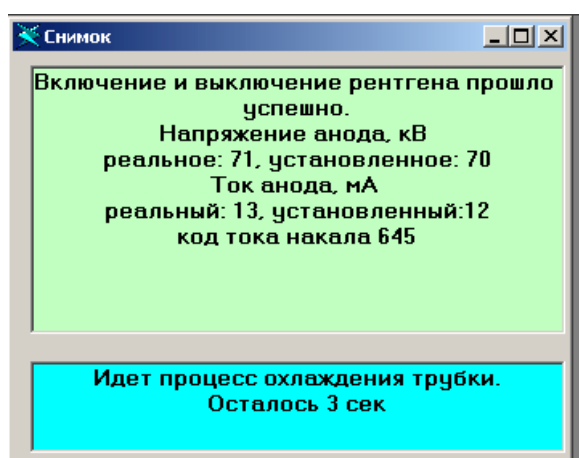 Снимок
Включение и выключение рентгена прошло
успешно.
Напряжение анода, кВ
реальное: 71, установленное: 70
Ток анода, мА
реальный: 13, установленный:12
код тока накала 645
Идет процесс охлаждения трубки.
Осталось 3 сек